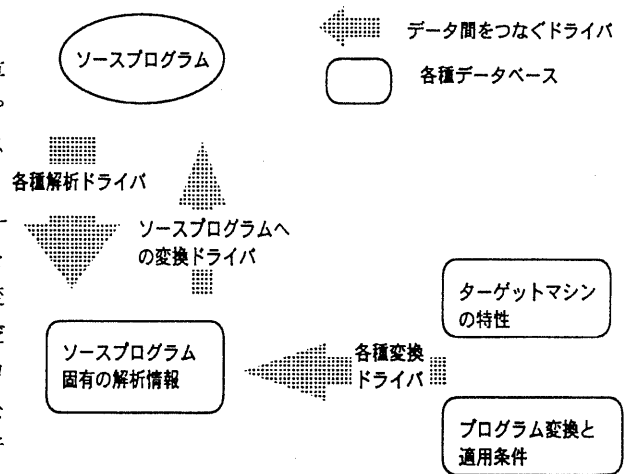 ソースプログラム
データ間をつなぐドライバ
各種データベース
各種解析ドライバ
ソースプログラムへ
の変換ドライバ
ターゲットマシン
の特性
ソースプログラム
固有の解析情報
各種変換
ドライバ
プログラム変換と
適用条件